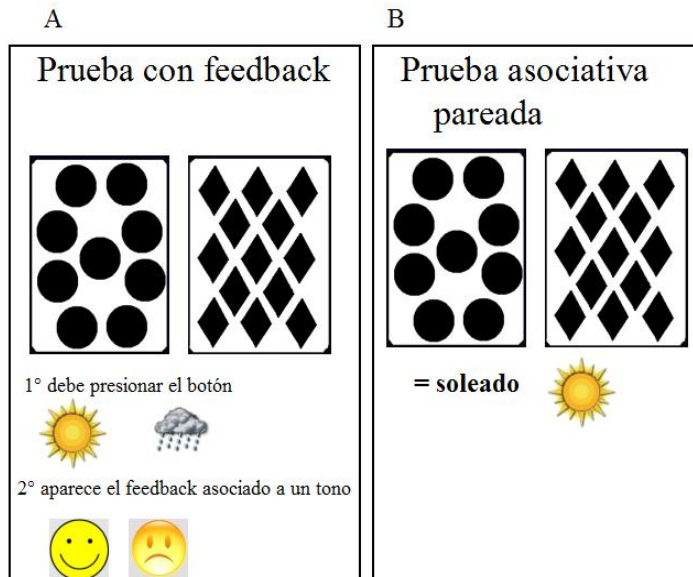 A
Prueba con feedback
1° debe presionar el botón
2° aparece el feedback asociado a un tono
B
Prueba asociativa
pareada
= soleado